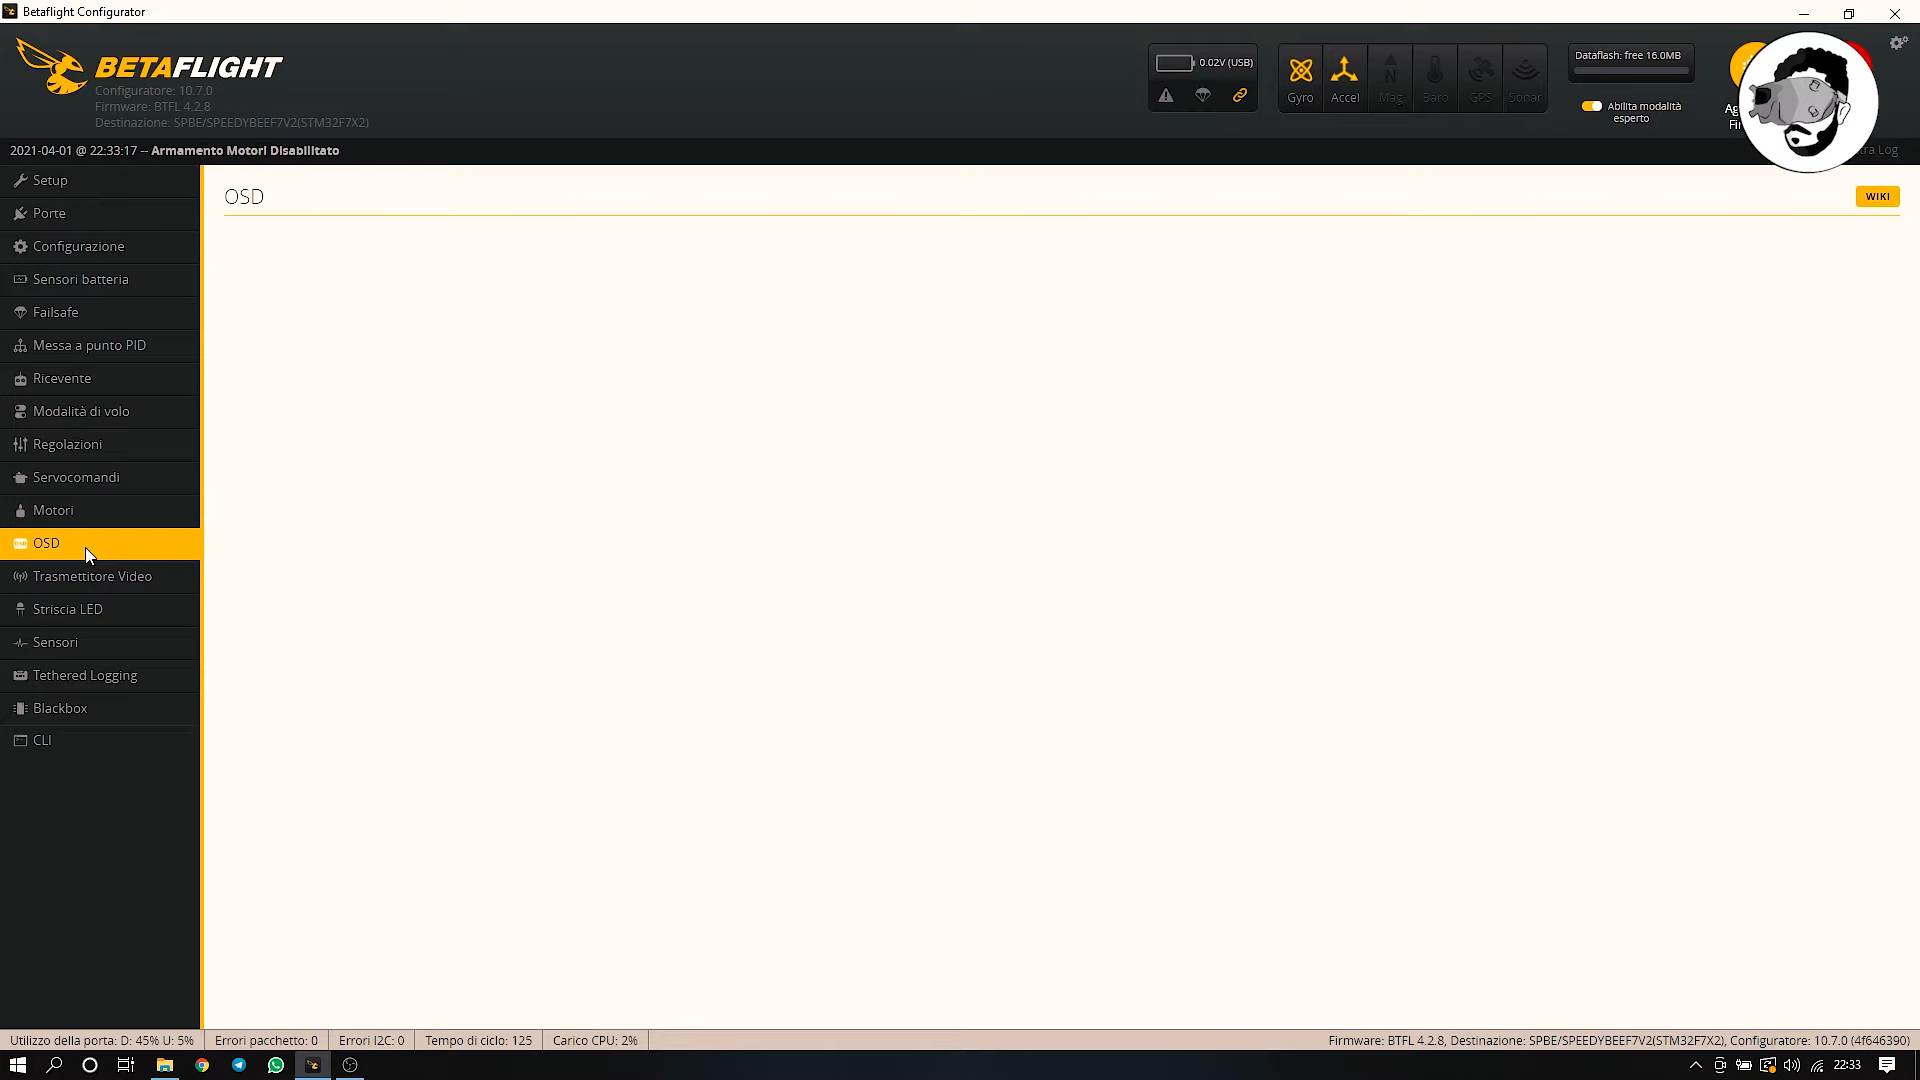 Betaflight Configurator
BETAFLIGHT
Configuratore: 10.7.0
Firmware: BTFL 4.2.8
Destinazione: SPBE/SPEEDYBEEF7V2(STM32F7X2)
0.02V (USB)
Gyro
Accel
Mag
Baro
GPS
Sonar
Dataflash: free 16.0MB
Abilita modalità
esperto
2021-04-01 @ 22:33:17 -- Armamento Motori Disabilitato
Log
Setup
Porte
Configurazione
Sensori batteria
Failsafe
Messa a punto PID
Ricevente
Modalità di volo
Regolazioni
Servocomandi
Motori
OSD
Trasmettitore Video
Striscia LED
Sensori
Tethered Logging
Blackbox
CLI
OSD
WIKI
Utilizzo della porta: D: 45% U: 5%
Errori pacchetto: 0
Errori I2C: 0
Tempo di ciclo: 125
Carico CPU: 2%
Firmware: BTFL 4.2.8, Destinazione: SPBE/SPEEDYBEEF7V2(STM32F7X2), Configuratore: 10.7.0 (4f646390)
22:33